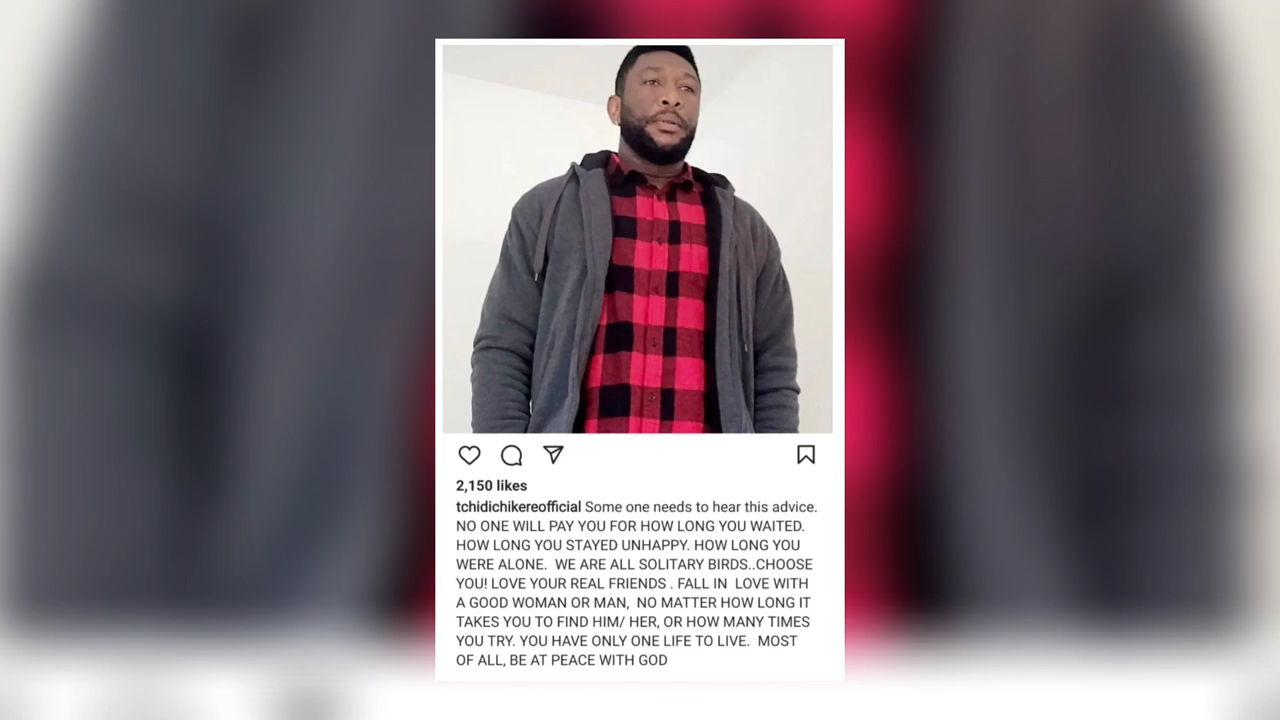 2,150 likes
tchidichikereofficial Some one needs to hear this advice.
NO ONE WILL PAY YOU FOR HOW LONG YOU WAITED.
HOW LONG YOU STAYED UNHAPPY. HOW LONG YOU
WERE ALONE.  WE ARE ALL SOLITARY BIRDS..CHOOSE
YOU! LOVE YOUR REAL FRIENDS . FALL IN  LOVE WITH
A GOOD WOMAN OR MAN,  NO MATTER HOW LONG IT
TAKES YOU TO FIND HIM/ HER, OR HOW MANY TIMES
YOU TRY. YOU HAVE ONLY ONE LIFE TO LIVE.  MOST
OF ALL, BE AT PEACE WITH GOD